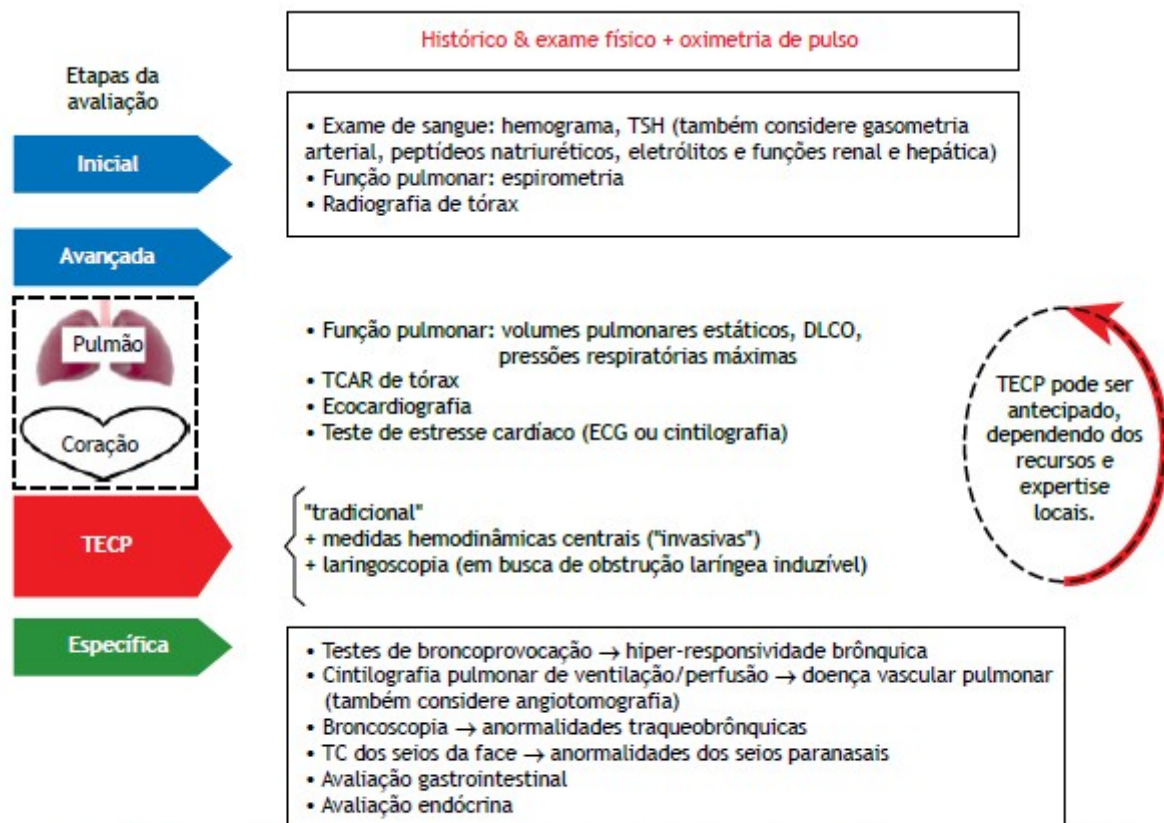 Histórico & exame físico + oximetria de pulso
Etapas da
avaliação
Inicial
• Exame de sangue: hemograma, TSH (também considere gasometria
arterial, peptídeos natriuréticos, eletrólitos e funções renal e hepática)
• Função pulmonar: espirometria
• Radiografia de tórax
Avançada
Pulmão
Coração
• Função pulmonar: volumes pulmonares estáticos, DLCO,
pressões respiratórias máximas
• TCAR de tórax
• Ecocardiografia
• Teste de estresse cardíaco (ECG ou cintilografia)
TECP pode ser
antecipado,
dependendo dos
recursos e
expertise
locais.
TECP
"tradicional"
+ medidas hemodinâmicas centrais ("invasivas")
+ laringoscopia (em busca de obstrução laríngea induzível)
Específica
• Testes de broncoprovocação → hiper-responsividade brônquica
• Cintilografia pulmonar de ventilação/perfusão → doença vascular pulmonar
(também considere angiotomografia)
• Broncoscopia → anormalidades traqueobrônquicas
• TC dos seios da face → anormalidades dos seios paranasais
• Avaliação gastrointestinal
• Avaliação endócrina